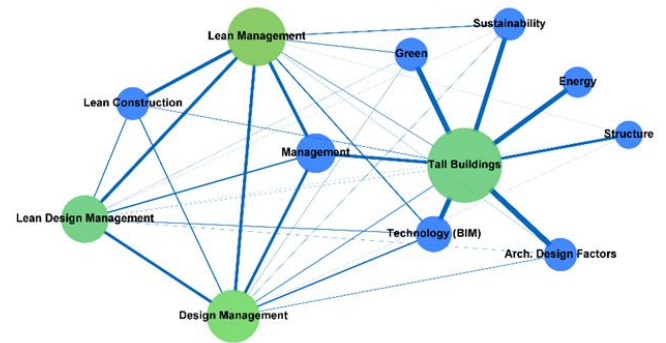 Sustainability
Lean Management
Green
Energy
Lean Construction
Structure
Management
Tall Buildings
Lean Design Management
Technology (BIM)
Arch. Design Factors
Design Management